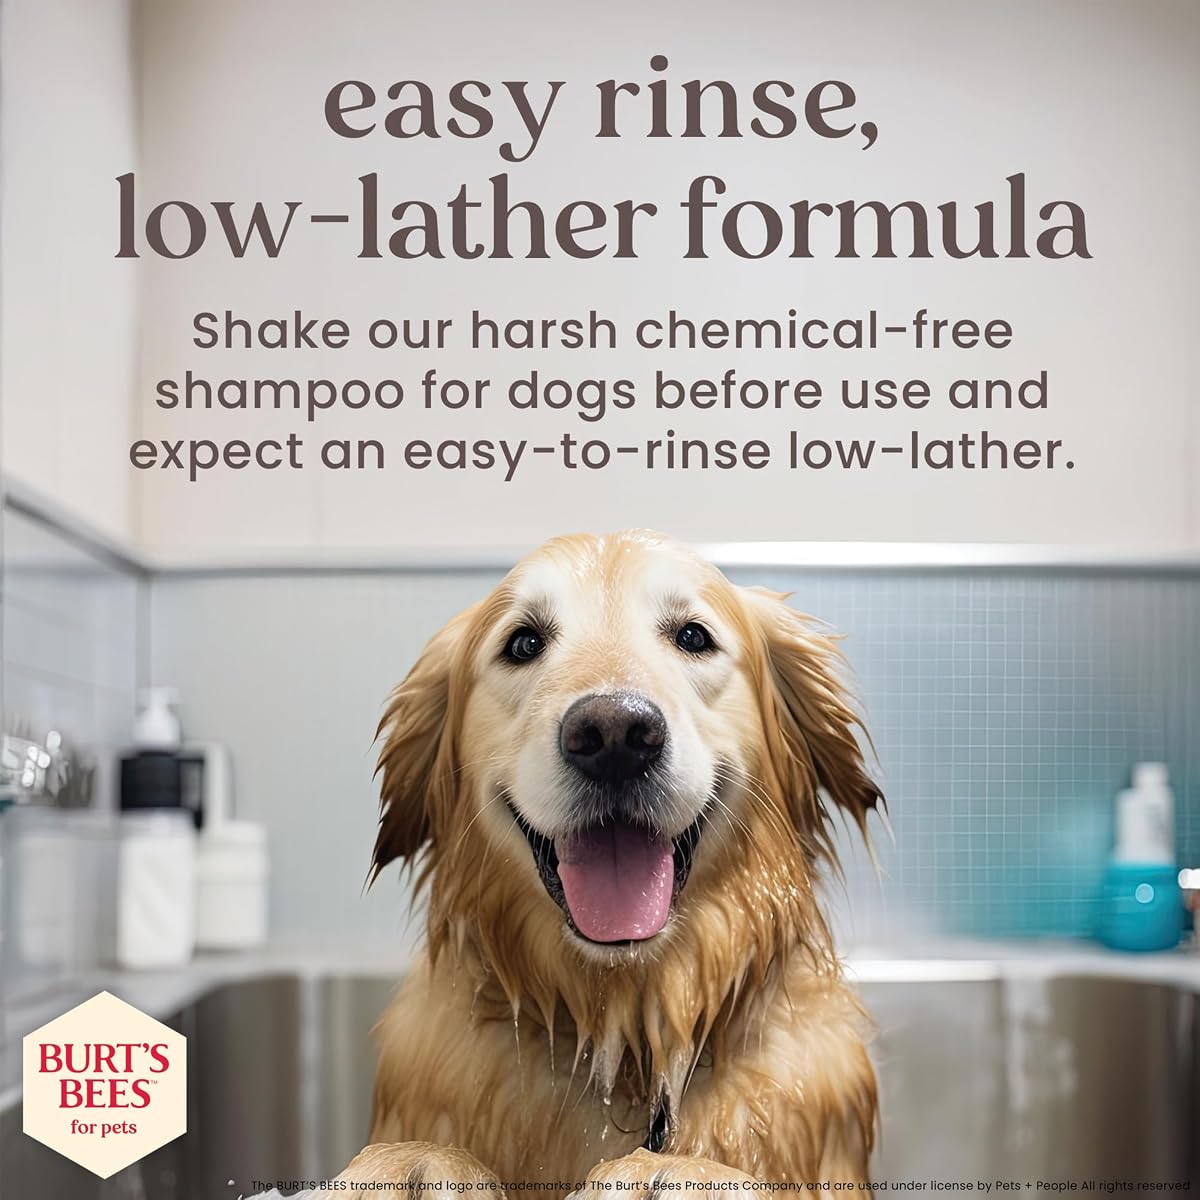 easy rinse,
low-lather formula
Shake our harsh chemical-free
shampoo for dogs before use and
expect an easy-to-rinse low-lather.
BURT'S
BEES™
for pets
The BURT'S BEES trademark and logo are trademarks of The Burt's Bees Products Company and are used under license by Pets + People All rights reserved